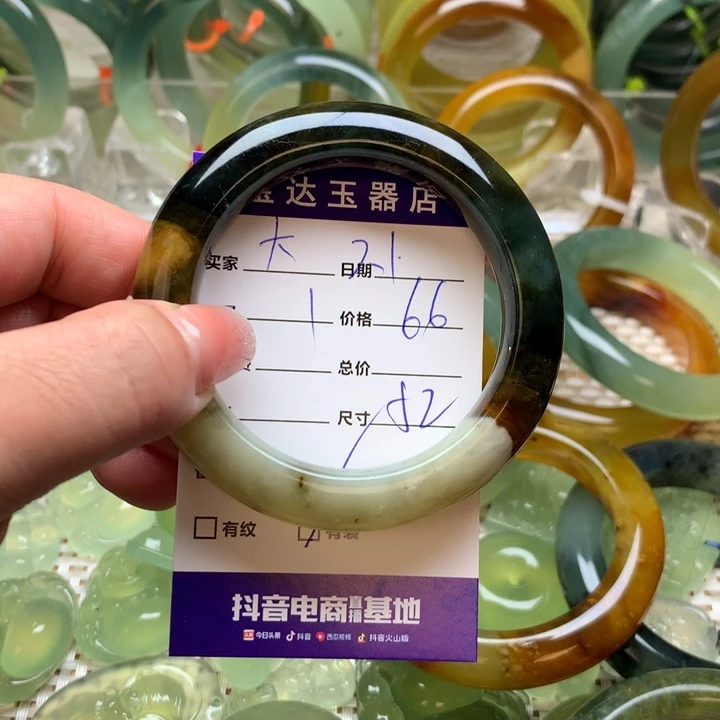 达玉器店
买家 大 日期 21
1 价格 66
总价
尺寸 52
有纹 有裂
抖音电商直播基地
今日头条 抖音 西瓜视频 抖音火山版